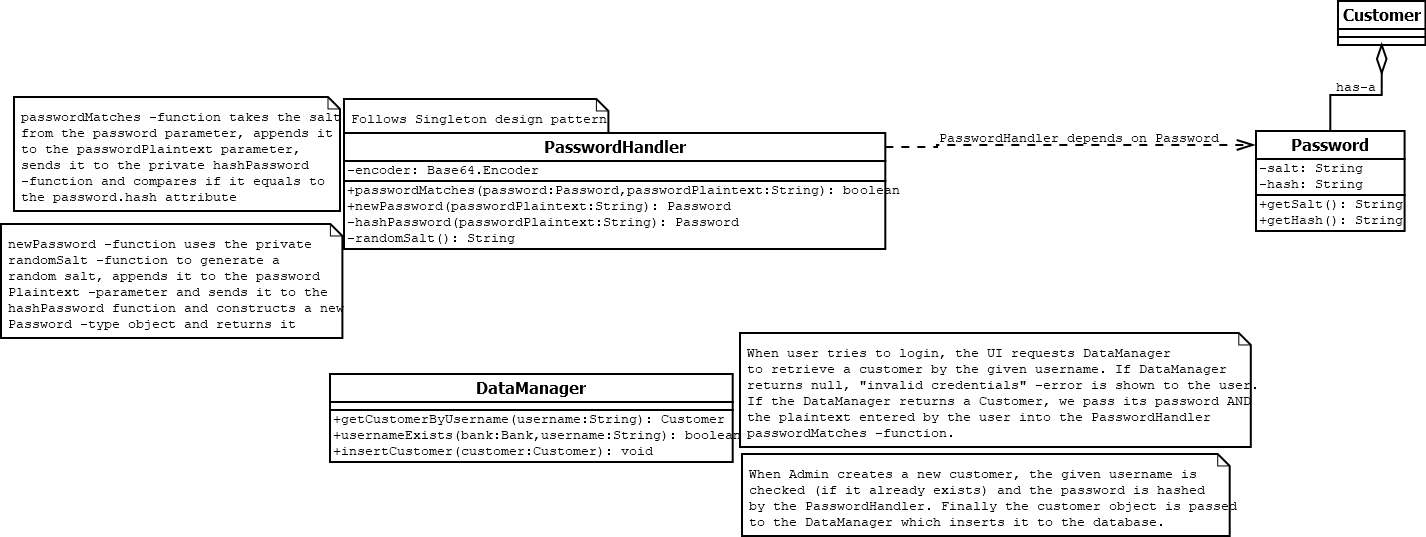 Customer
has-a
passwordMatches -function takes the salt
from the password parameter, appends it
to the passwordPlaintext parameter,
sends it to the private hashPassword
-function and compares if it equals to
the password.hash attribute
Follows Singleton design pattern
PasswordHandler
-encoder: Base64.Encoder
+passwordMatches(password:Password,passwordPlaintext:String): boolean
+newPassword(passwordPlaintext:String): Password
-hashPassword(passwordPlaintext:String): Password
-randomSalt(): String
PasswordHandler depends on Password
Password
-salt: String
-hash: String
+getSalt(): String
+getHash(): String
newPassword -function uses the private
randomSalt -function to generate a
random salt, appends it to the password
Plaintext -parameter and sends it to the
hashPassword function and constructs a new
Password -type object and returns it
DataManager
+getCustomerByUsername(username:String): Customer
+usernameExists(bank:Bank,username:String): boolean
+insertCustomer(customer:Customer): void
When user tries to login, the UI requests DataManager
to retrieve a customer by the given username. If DataManager
returns null, "invalid credentials" -error is shown to the user.
If the DataManager returns a Customer, we pass its password AND
the plaintext entered by the user into the PasswordHandler
passwordMatches -function.
When Admin creates a new customer, the given username is
checked (if it already exists) and the password is hashed
by the PasswordHandler. Finally the customer object is passed
to the DataManager which inserts it to the database.